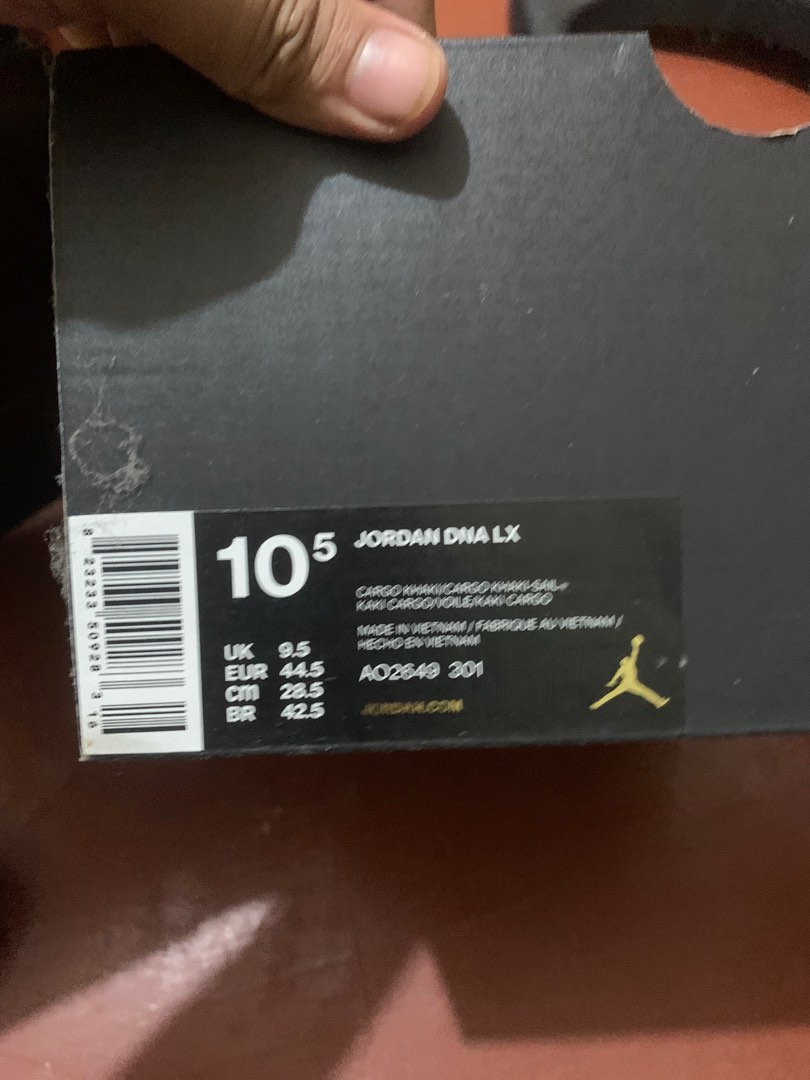 10 5
JORDAN DNA LX
CARGO KHAKI/CARGO KHAKI-SAIL-
KAKI CARGO/VOILE/KAKI CARGO
MADE IN VIETNAM / FABRIQUE AU VIETNAM /
HECHO EN VIETNAM
UK 9.5
EUR 44.5
cm 28.5
BR 42.5
AO2649 301
JORDAN.COM